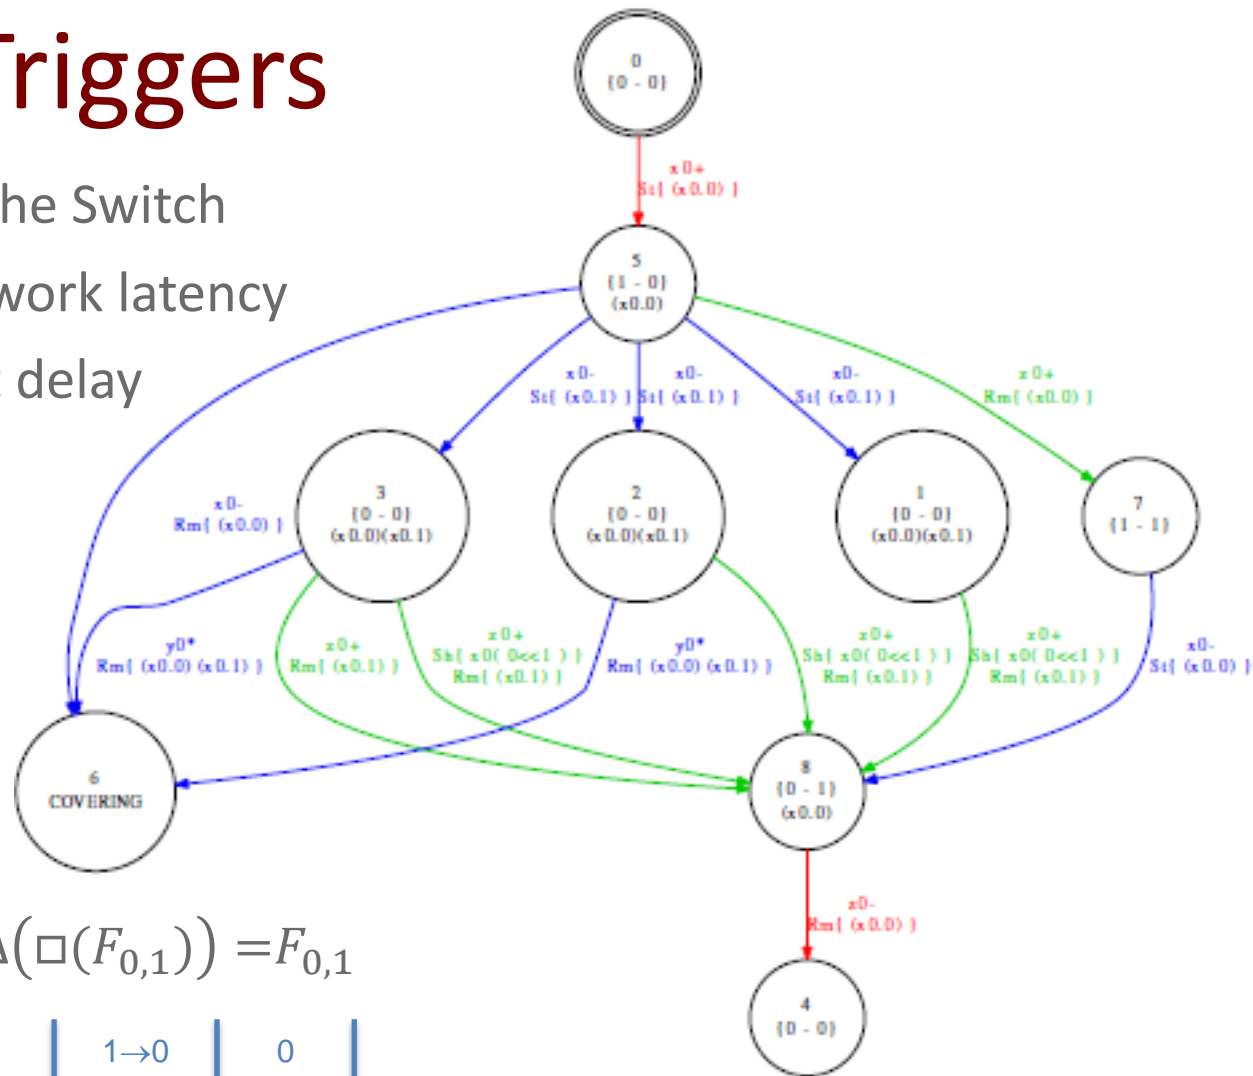 Triggers
he Switch
work latency
t delay
0
{0 - 0}
x0+
St{ (x0.0) }
5
{1 - 0}
(x0.0)
x0-
St{ (x0.1) }
x0-
St{ (x0.1) }
x0-
St{ (x0.1) }
z0+
Rm{ (x0.0) }
x0-
Rm{ (x0.0) }
3
{0 - 0}
(x0.0)(x0.1)
2
{0 - 0}
(x0.0)(x0.1)
1
{0 - 0}
(x0.0)(x0.1)
7
{1 - 1}
y0*
Rm{ (x0.0) (x0.1) }
z0+
Rm{ (x0.1) }
z0+
Sh{ x0( 0<<1 ) }
Rm{ (x0.1) }
y0*
Rm{ (x0.0) (x0.1) }
z0+
Sh{ x0( 0<<1 ) }
Rm{ (x0.1) }
z0+
Sh{ x0( 0<<1 ) }
Rm{ (x0.1) }
x0-
St{ (x0.0) }
6
COVERING
8
{0 - 1}
(x0.0)
z0-
Rm{ (x0.0) }
Δ(□(F0,1)) =F0,1
4
{0 - 0}
1→0
0